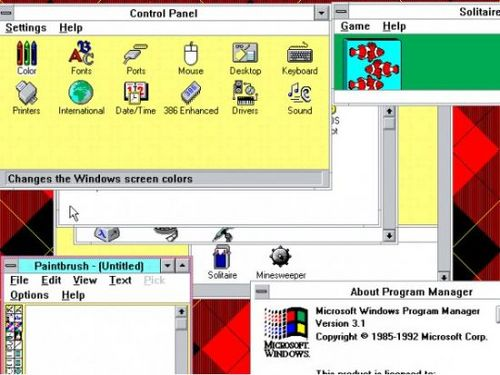 Control Panel
Settings Help
Color Fonts Ports Mouse Desktop Keyboard
Printers International Date/Time 386 Enhanced Drivers Sound
Changes the Windows screen colors
Solitaire
Game Help
OS
Solitaire Minesweeper
Paintbrush - (Untitled)
File Edit View Text Pick
Options Help
About Program Manager
Microsoft Windows Program Manager
Version 3.1
Copyright © 1985-1992 Microsoft Corp.
MICROSOFT.
WINDOWS.
This product is licensed to: